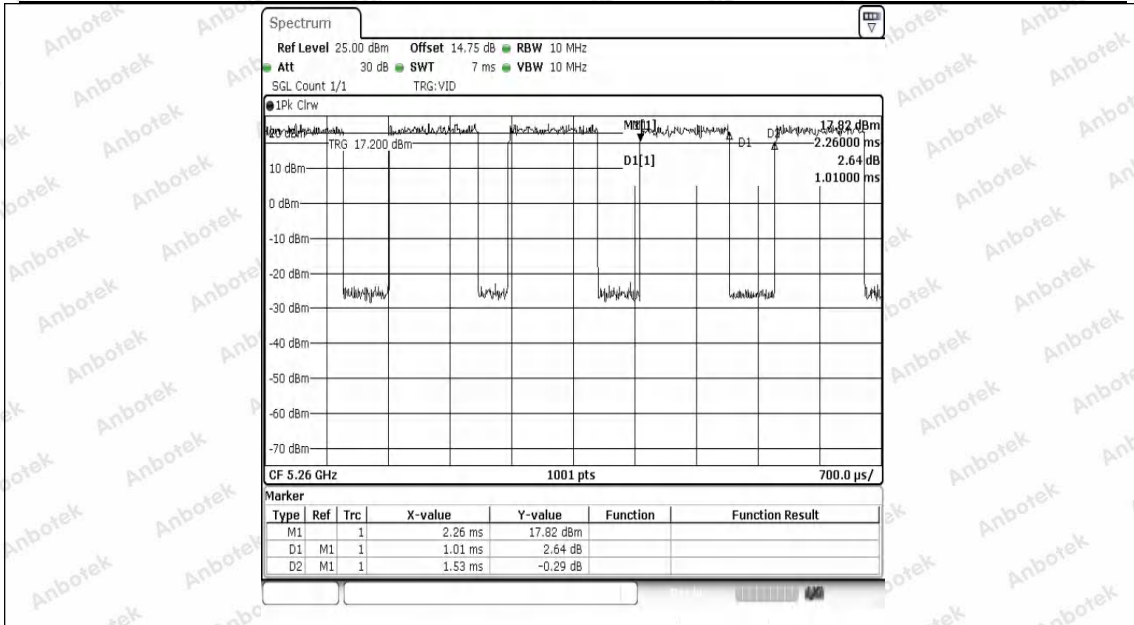 Spectrum
Ref Level 25.00 dBm Offset 14.75 dB RBW 10 MHz
Att 30 dB SWT 7 ms VBW 10 MHz
SGL Count 1/1 TRG:VID
1Pk Clrw
M1[1] 17.82 dBm
20 dBm
TRG 17.200 dBm
2.26000 ms
D1 D2
D1[1] 2.64 dB
10 dBm
1.01000 ms
0 dBm
-10 dBm
-20 dBm
-30 dBm
-40 dBm
-50 dBm
-60 dBm
-70 dBm
CF 5.26 GHz 1001 pts 700.0 µs/
Marker
Type Ref Trc X-value Y-value Function Function Result
M1 1 2.26 ms 17.82 dBm
D1 M1 1 1.01 ms 2.64 dB
D2 M1 1 1.53 ms -0.29 dB
Anbotek